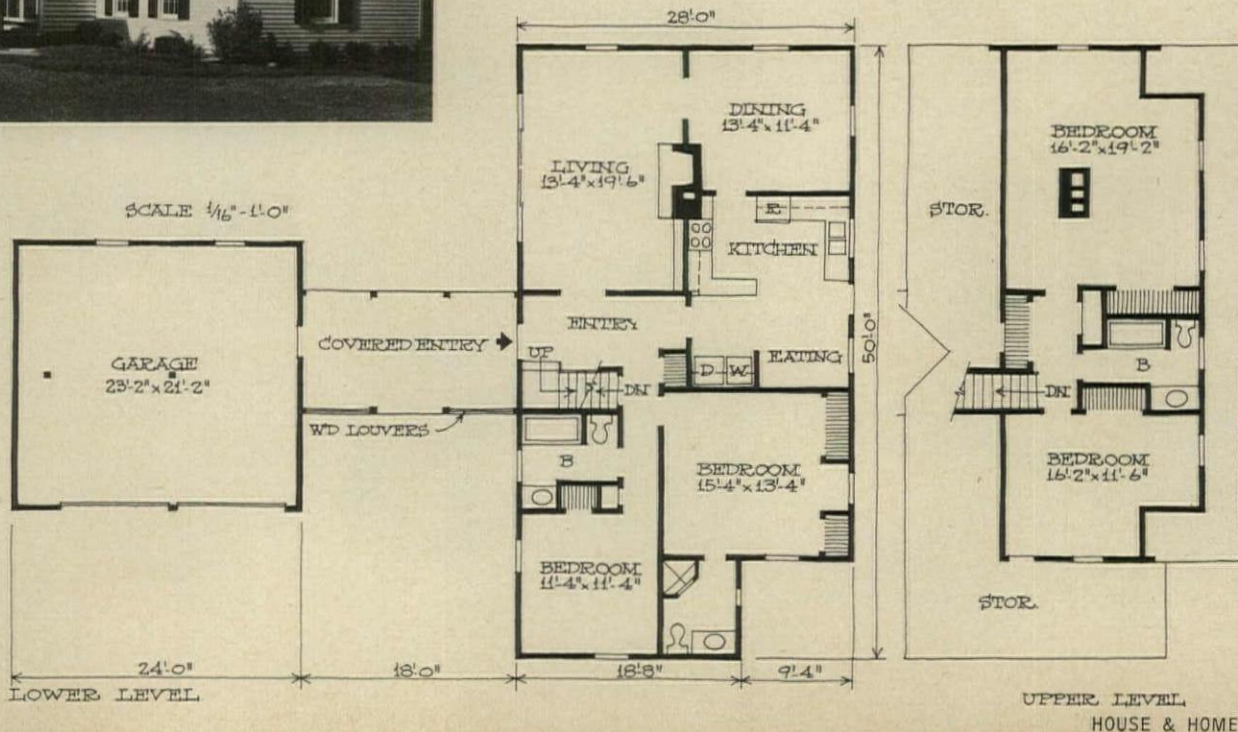 28'-0"
DINING
13'-4" x 11'-4"
LIVING
13'-4" x 19'-6"
SCALE 1/16" - 1'-0"
R
KITCHEN
ENTRY
COVERED ENTRY
UP
EATING
D
W
DN
GARAGE
23'-2" x 21'-2"
WD LOUVERS
B
BEDROOM
15'-4" x 13'-4"
BEDROOM
11'-4" x 11'-4"
50'-0"
24'-0"
18'-0"
18'-8"
9'-4"
LOWER LEVEL
BEDROOM
16'-2" x 19'-2"
STOR.
B
DN
BEDROOM
16'-2" x 11'-6"
STOR.
UPPER LEVEL
HOUSE & HOME